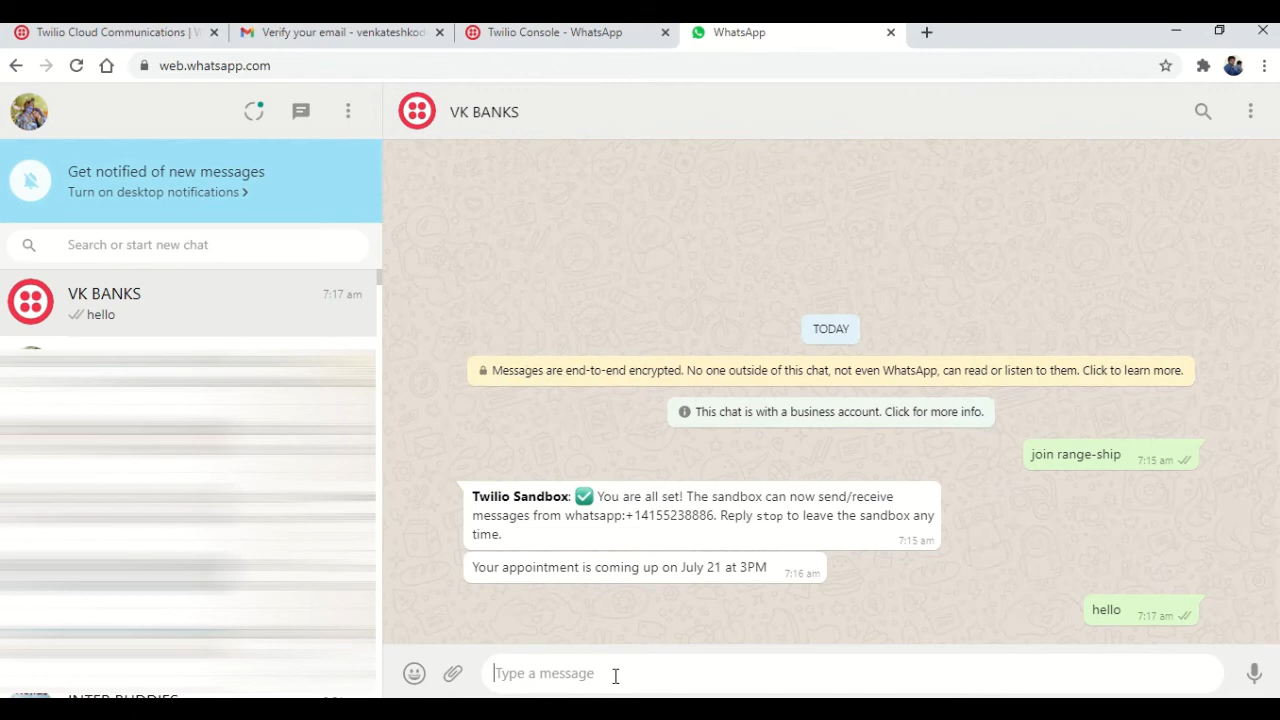 Twilio Cloud Communications |
Verify your email - venkateshkod
Twilio Console - WhatsApp
WhatsApp
web.whatsapp.com
VK BANKS
Get notified of new messages
Turn on desktop notifications >
Search or start new chat
VK BANKS
7:17 am
hello
TODAY
Messages are end-to-end encrypted. No one outside of this chat, not even WhatsApp, can read or listen to them. Click to learn more.
This chat is with a business account. Click for more info.
join range-ship 7:15 am
Twilio Sandbox: ✅ You are all set! The sandbox can now send/receive
messages from whatsapp:+14155238886. Reply stop to leave the sandbox any
time.
7:15 am
Your appointment is coming up on July 21 at 3PM 7:16 am
hello 7:17 am
Type a message